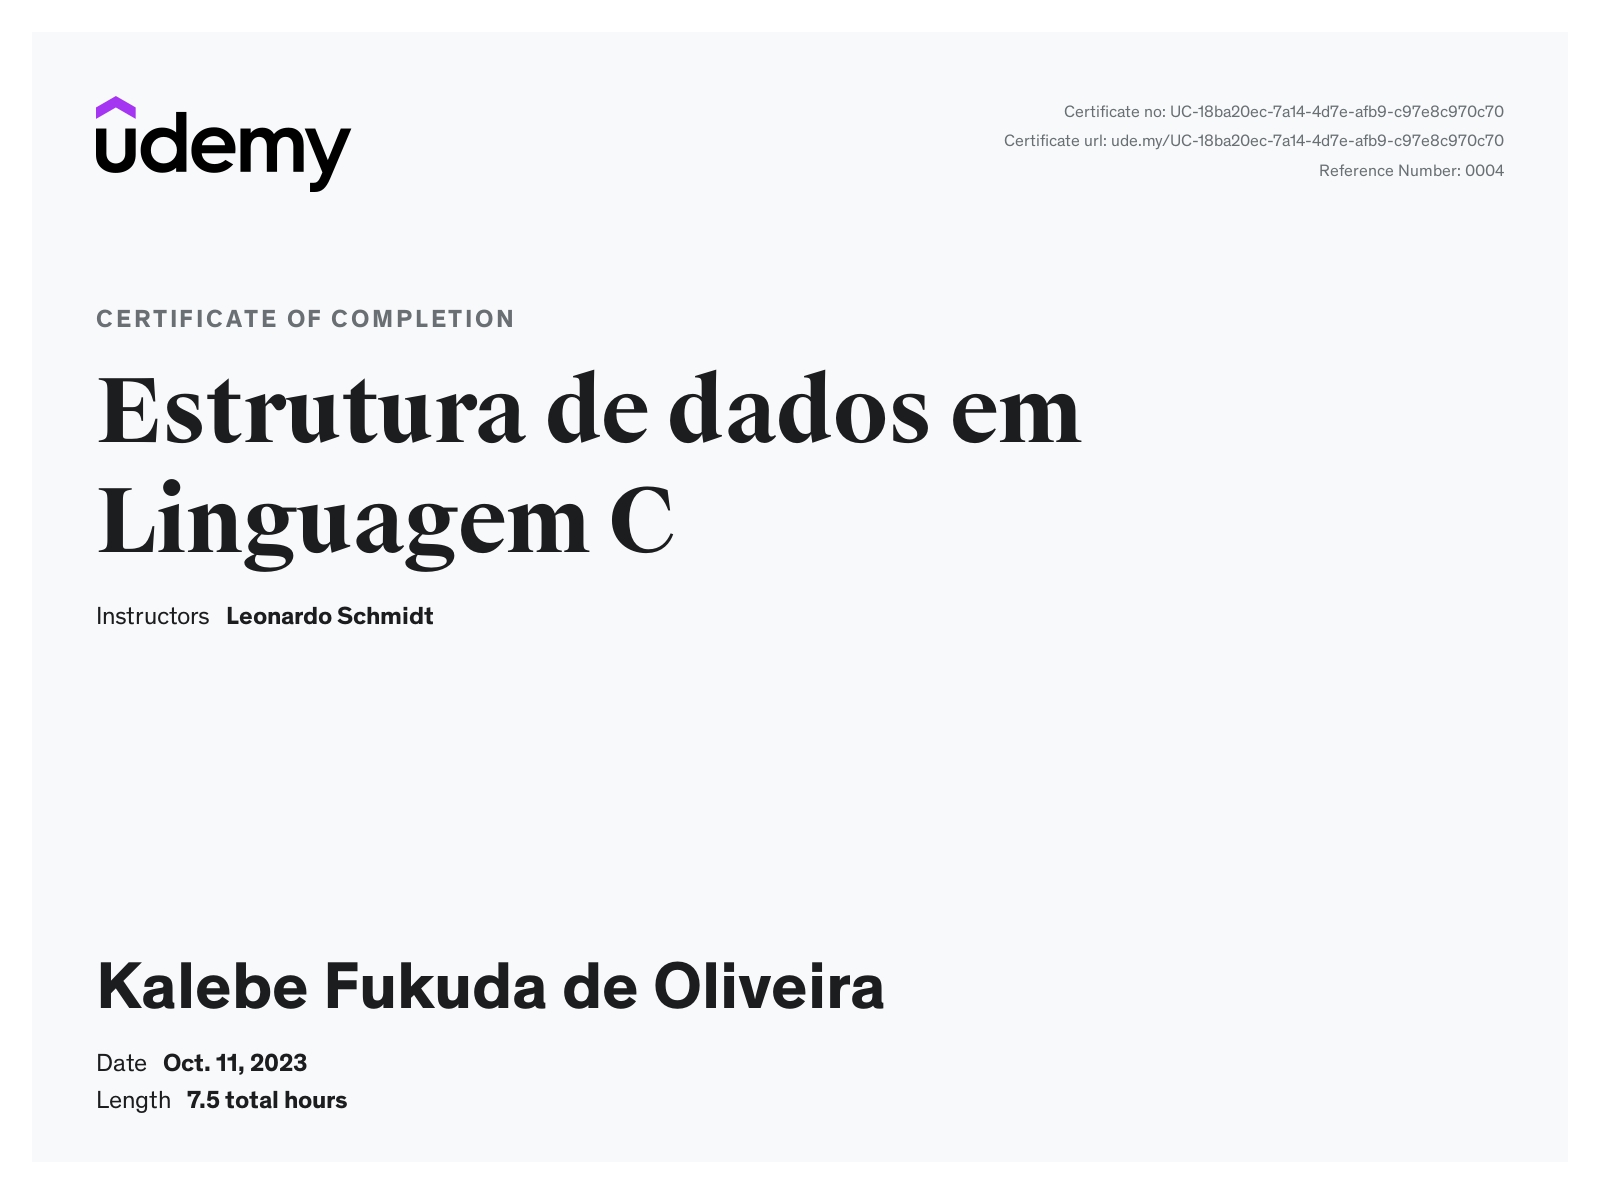 udemy
Certificate no: UC-18ba20ec-7a14-4d7e-afb9-c97e8c970c70
Certificate url: ude.my/UC-18ba20ec-7a14-4d7e-afb9-c97e8c970c70
Reference Number: 0004
CERTIFICATE OF COMPLETION
Estrutura de dados em
Linguagem C
Instructors Leonardo Schmidt
Kalebe Fukuda de Oliveira
Date Oct. 11, 2023
Length 7.5 total hours